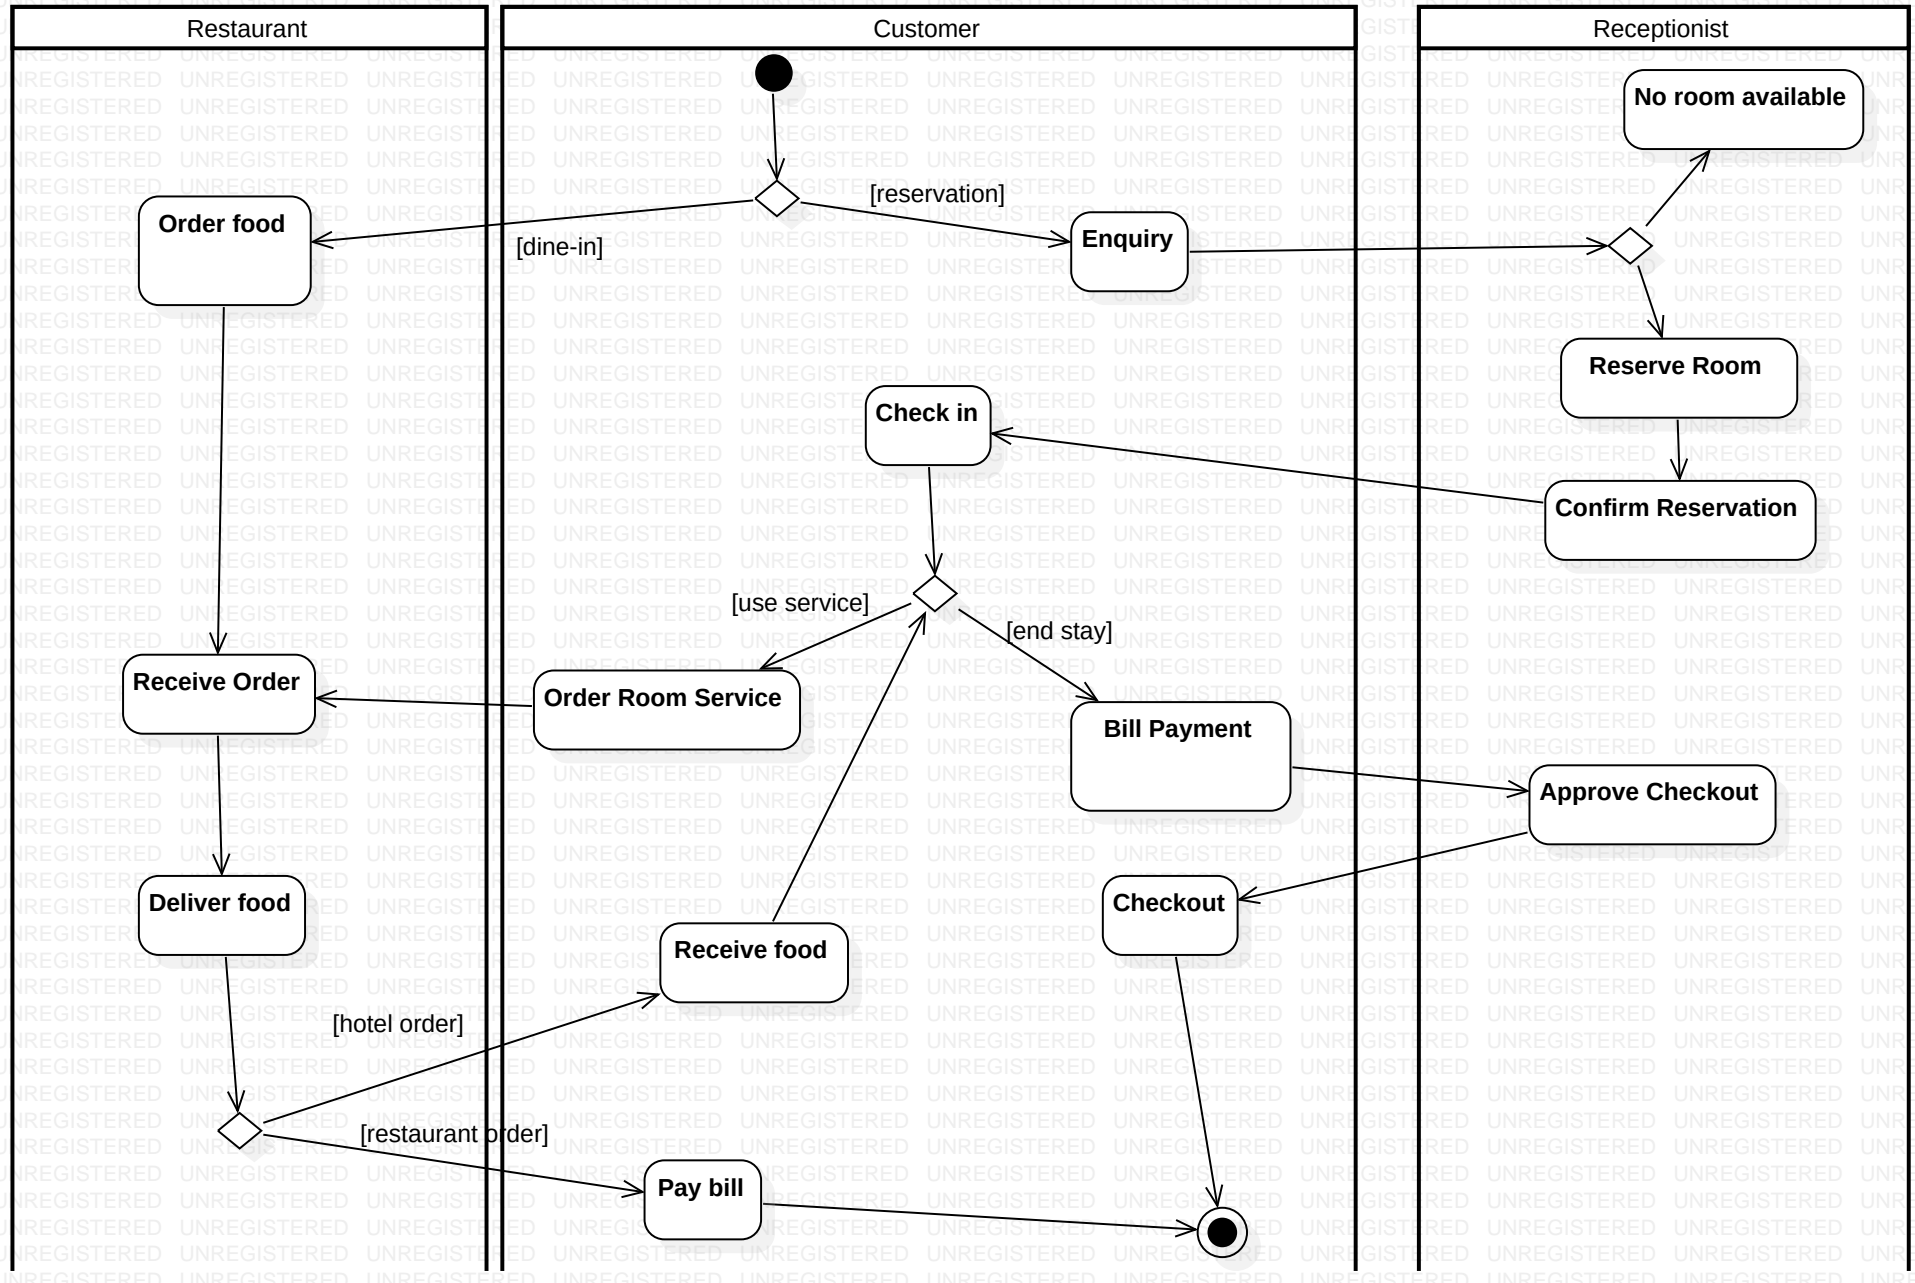 Restaurant
Customer
Receptionist
No room available
[reservation]
Order food
Enquiry
[dine-in]
Reserve Room
Check in
Confirm Reservation
[use service]
[end stay]
Receive Order
Order Room Service
Bill Payment
Approve Checkout
Deliver food
Checkout
Receive food
[hotel order]
[restaurant order]
Pay bill
UNREGISTERED